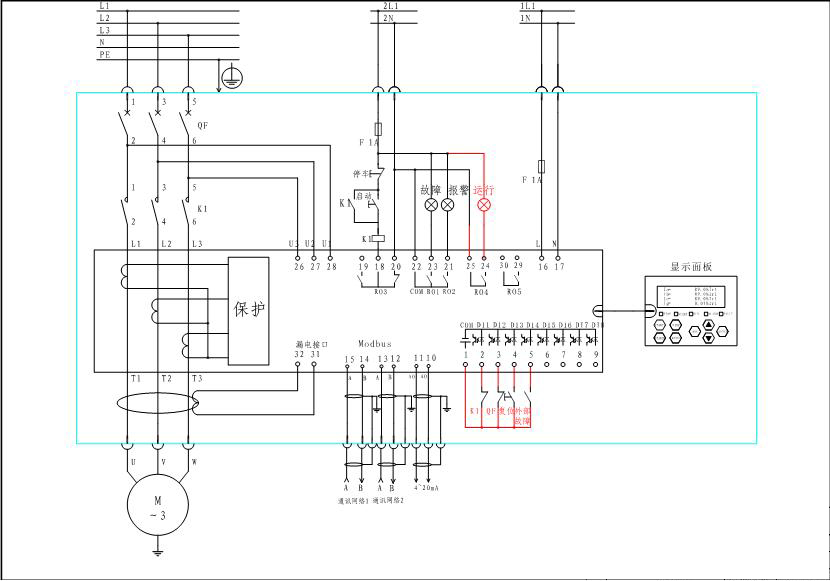 L1
L2
L3
N
PE
2L1
2N
1L1
1N
1 3 5
QF
2 4 6
F 1A
F 1A
停车
启动
K1
K1
故障 报警 运行
1 3 5
K1
2 4 6
L1 L2 L3
U3 U2 U1
L N
26 27 28
19 18 20
22 23 21
25 24
30 29
16 17
RO3
COM RO1 RO2
RO4
RO5
保护
显示面板
漏电接口
32 31
Modbus
15 14 13 12 11 10
COM DI1 DI2 DI3 DI4 DI5 DI6 DI7 DI8
1 2 3 4 5 6 7 8 9
T1 T2 T3
A B A B
K1 QF 复位 外部故障
U V W
M
~3
A B A B
4~20mA
通讯网络1 通讯网络2